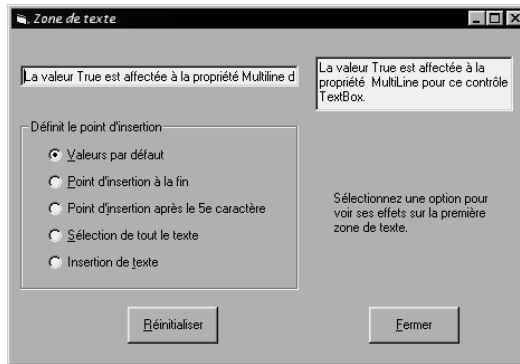 Zone de texte
La valeur True est affectée à la propriété Multiline d
La valeur True est affectée à la
propriété MultiLine pour ce contrôle
TextBox.
Définit le point d'insertion
Valeurs par défaut
Point d'insertion à la fin
Point d'insertion après le 5e caractère
Sélection de tout le texte
Insertion de texte
Sélectionnez une option pour
voir ses effets sur la première
zone de texte.
Réinitialiser
Fermer